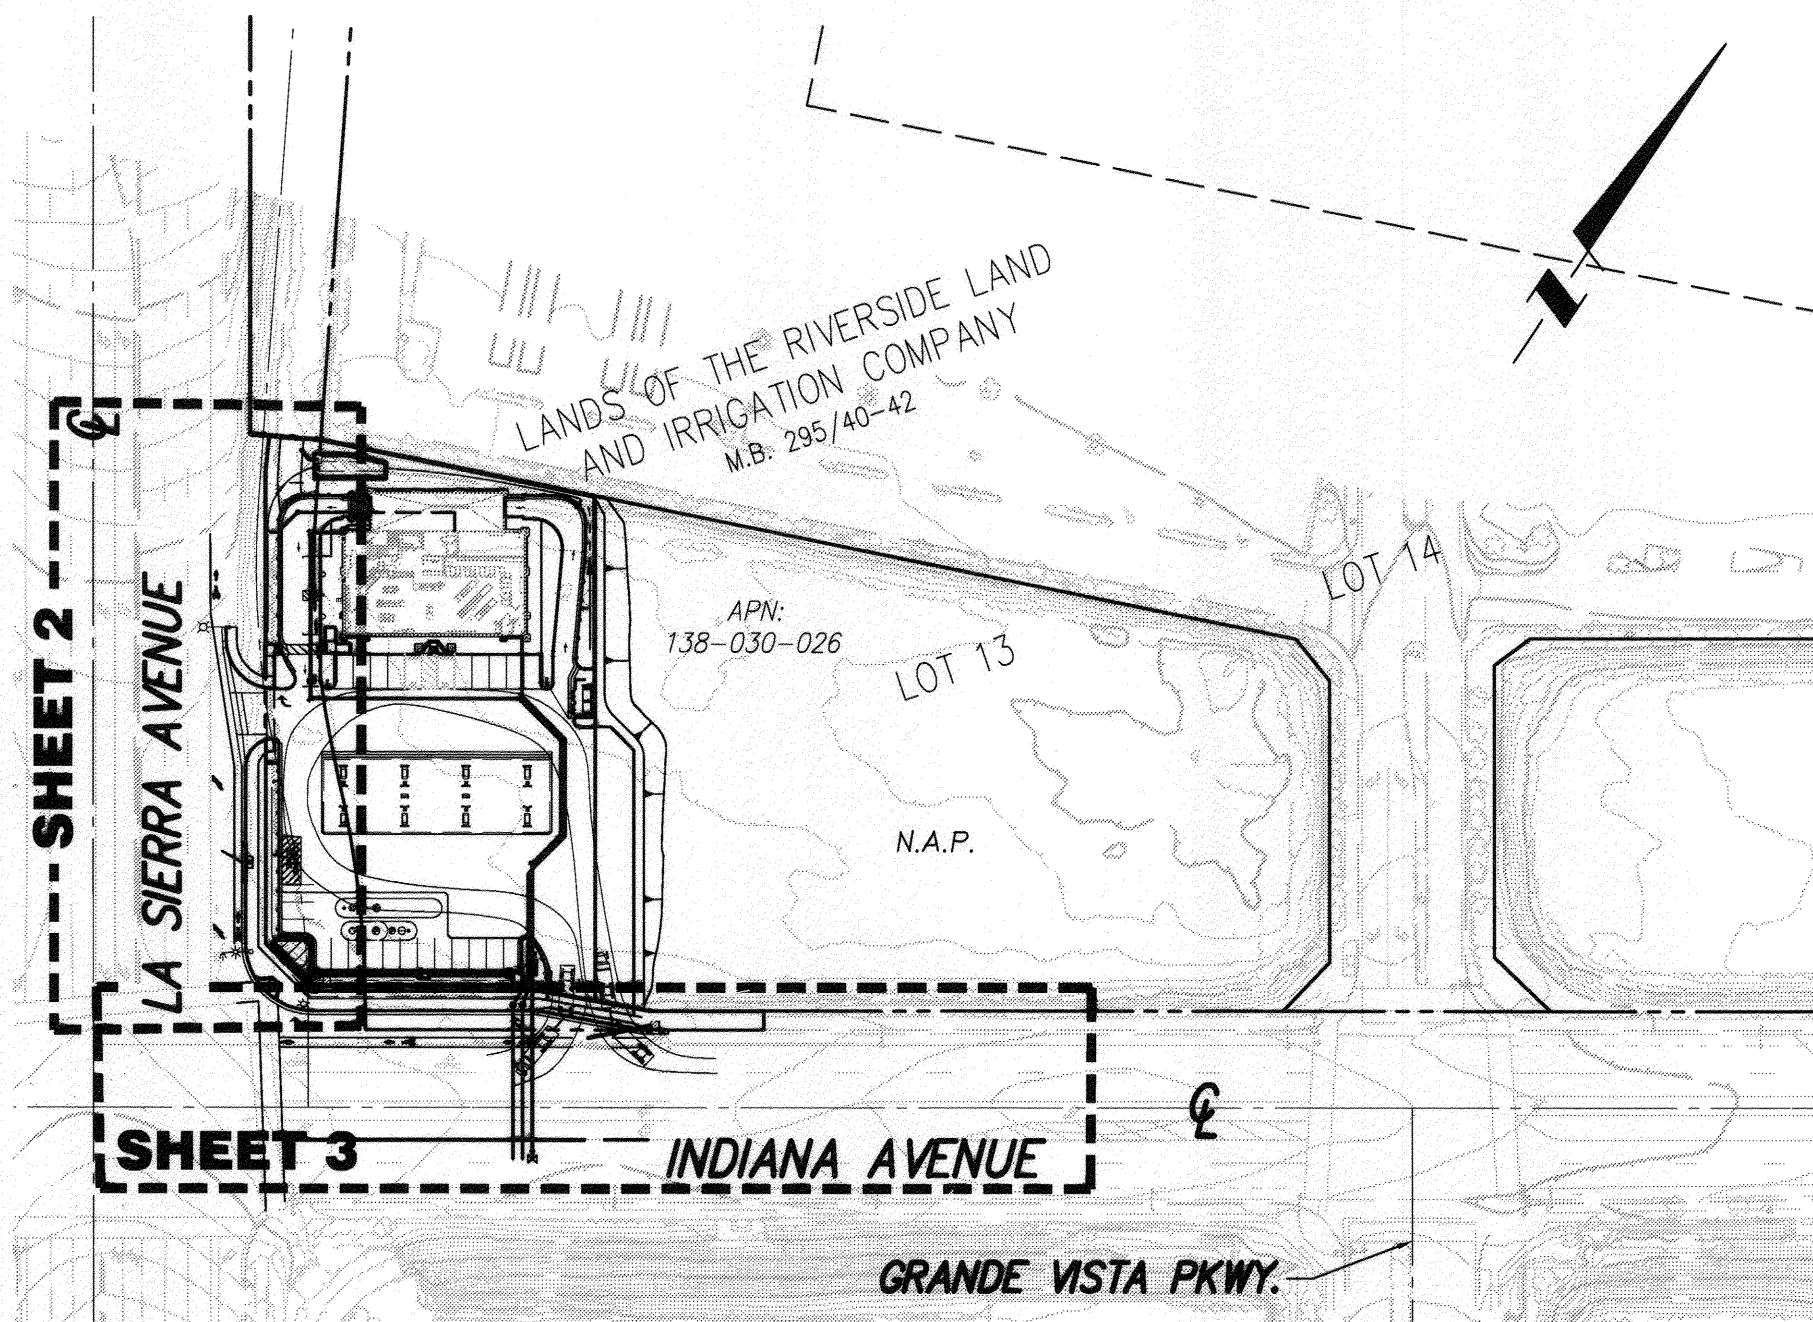 N
LANDS OF THE RIVERSIDE LAND
AND IRRIGATION COMPANY
M.B. 295/40-42
℄
SHEET 2
LA SIERRA AVENUE
LOT 14
APN:
138-030-026
LOT 13
N.A.P.
℄
SHEET 3
INDIANA AVENUE
GRANDE VISTA PKWY.